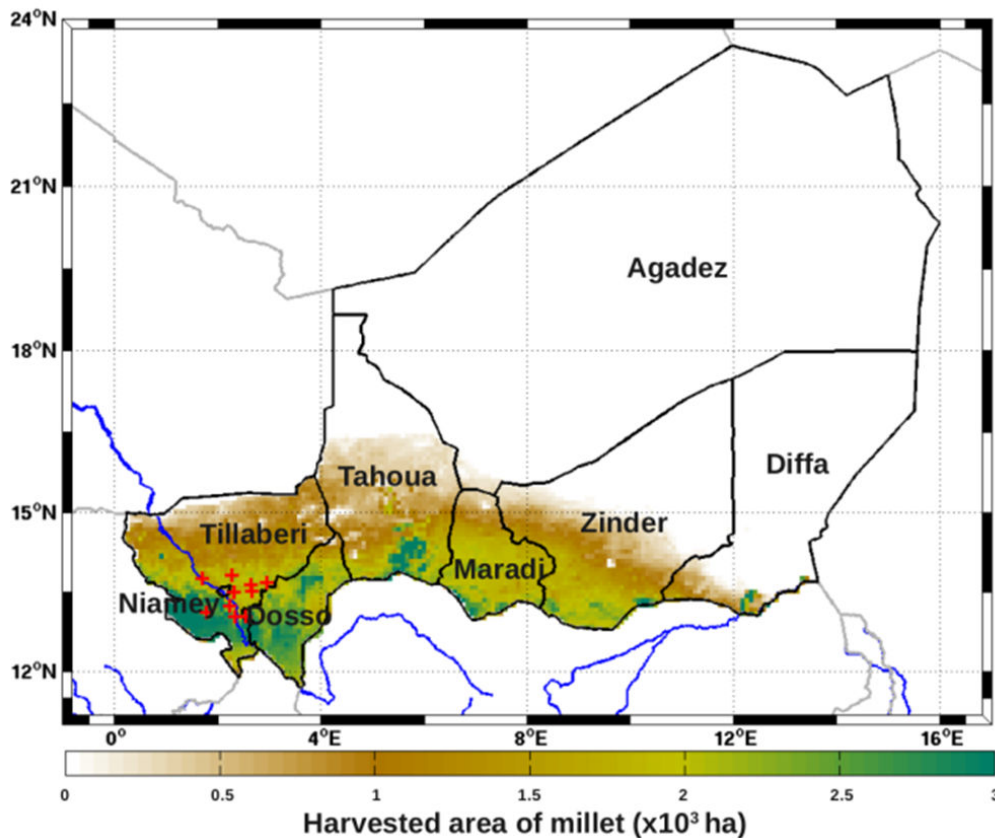 24°N
21°N
18°N
15°N
12°N
Agadez
Tahoua
Diffa
Tillaberi
Zinder
Maradi
Niamey
Dosso
0° 4°E 8°E 12°E 16°E
0 0.5 1 1.5 2 2.5 3
Harvested area of millet (x10³ ha)